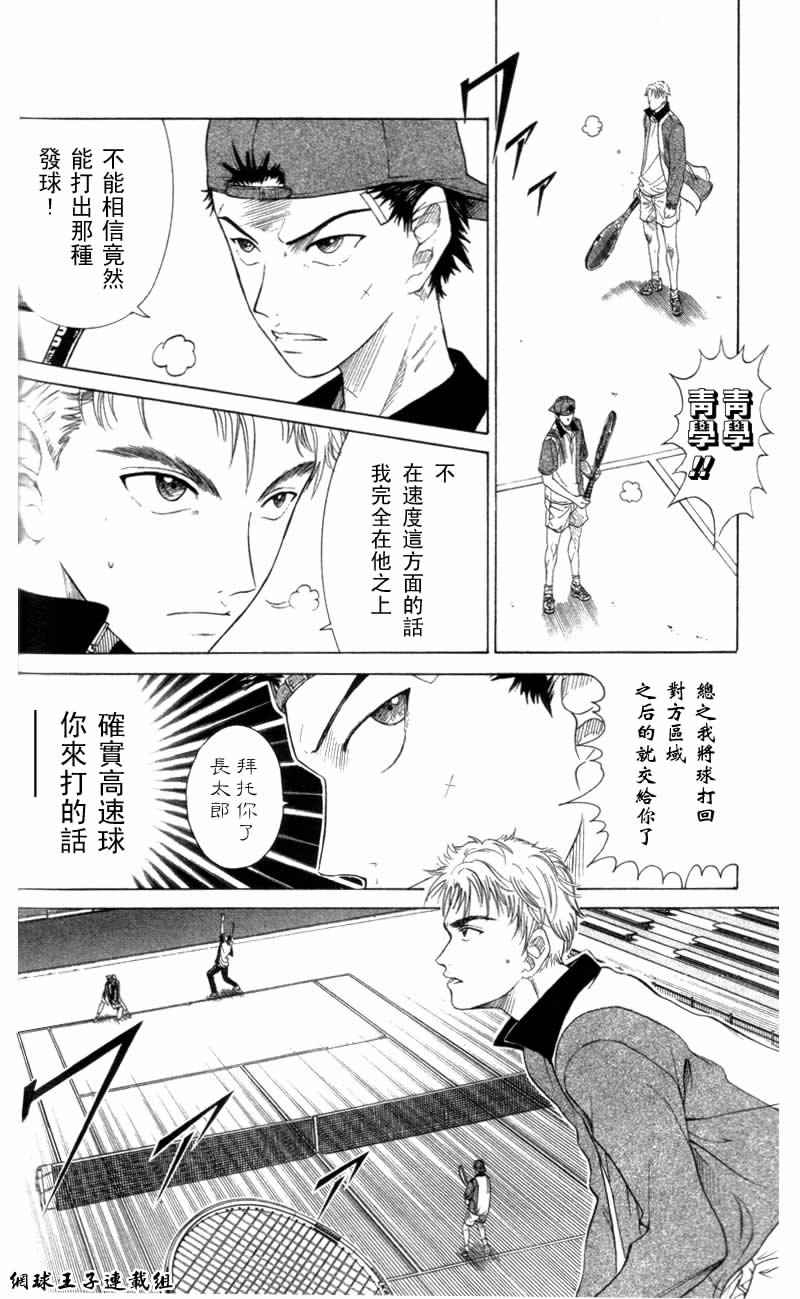 青學
青學!!
不能相信竟然
能打出那種
發球！
不
在速度這方面的話
我完全在他之上
總之我將球打回
對方區域
之后的就交給你了
拜托你了
長太郎
確實高速球
你來打的話
網球王子連載組